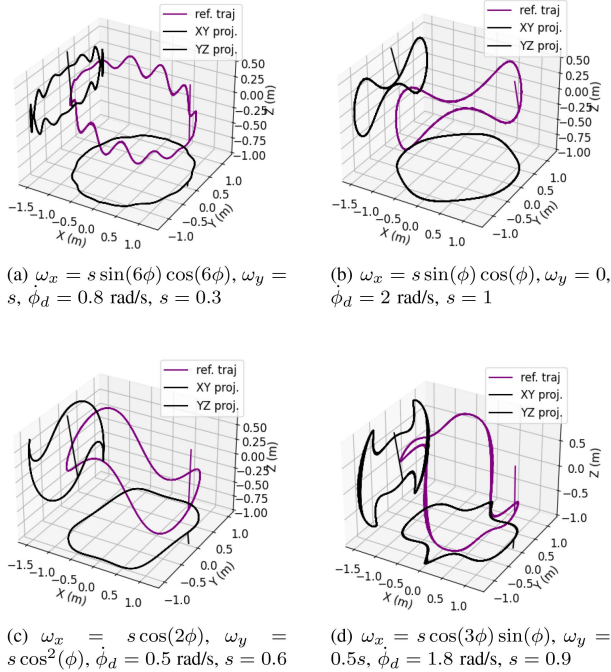 ref. traj
XY proj.
YZ proj.
0.50
0.25
0.00
−0.25
−0.50
−0.75
−1.00
Z (m)
−1.5
−1.0
−0.5
0.0
0.5
1.0
X (m)
−1.0
−0.5
0.0
0.5
1.0
Y (m)
(a) ωx = s sin(6ϕ) cos(6ϕ), ωy =
s, ϕ̇d = 0.8 rad/s, s = 0.3
ref. traj
XY proj.
YZ proj.
0.50
0.25
0.00
−0.25
−0.50
−0.75
−1.00
Z (m)
−1.5
−1.0
−0.5
0.0
0.5
1.0
X (m)
−1.0
−0.5
0.0
0.5
1.0
Y (m)
(b) ωx = s sin(ϕ) cos(ϕ), ωy = 0,
ϕ̇d = 2 rad/s, s = 1
ref. traj
XY proj.
YZ proj.
0.50
0.25
0.00
−0.25
−0.50
−0.75
−1.00
Z (m)
−1.5
−1.0
−0.5
0.0
0.5
1.0
X (m)
−1.0
−0.5
0.0
0.5
1.0
Y (m)
(c) ωx = s cos(2ϕ), ωy =
s cos²(ϕ), ϕ̇d = 0.5 rad/s, s = 0.6
ref. traj
XY proj.
YZ proj.
0.5
0.0
−0.5
−1.0
Z (m)
−1.5
−1.0
−0.5
0.0
0.5
1.0
X (m)
−1.0
−0.5
0.0
0.5
1.0
Y (m)
(d) ωx = s cos(3ϕ) sin(ϕ), ωy =
0.5s, ϕ̇d = 1.8 rad/s, s = 0.9